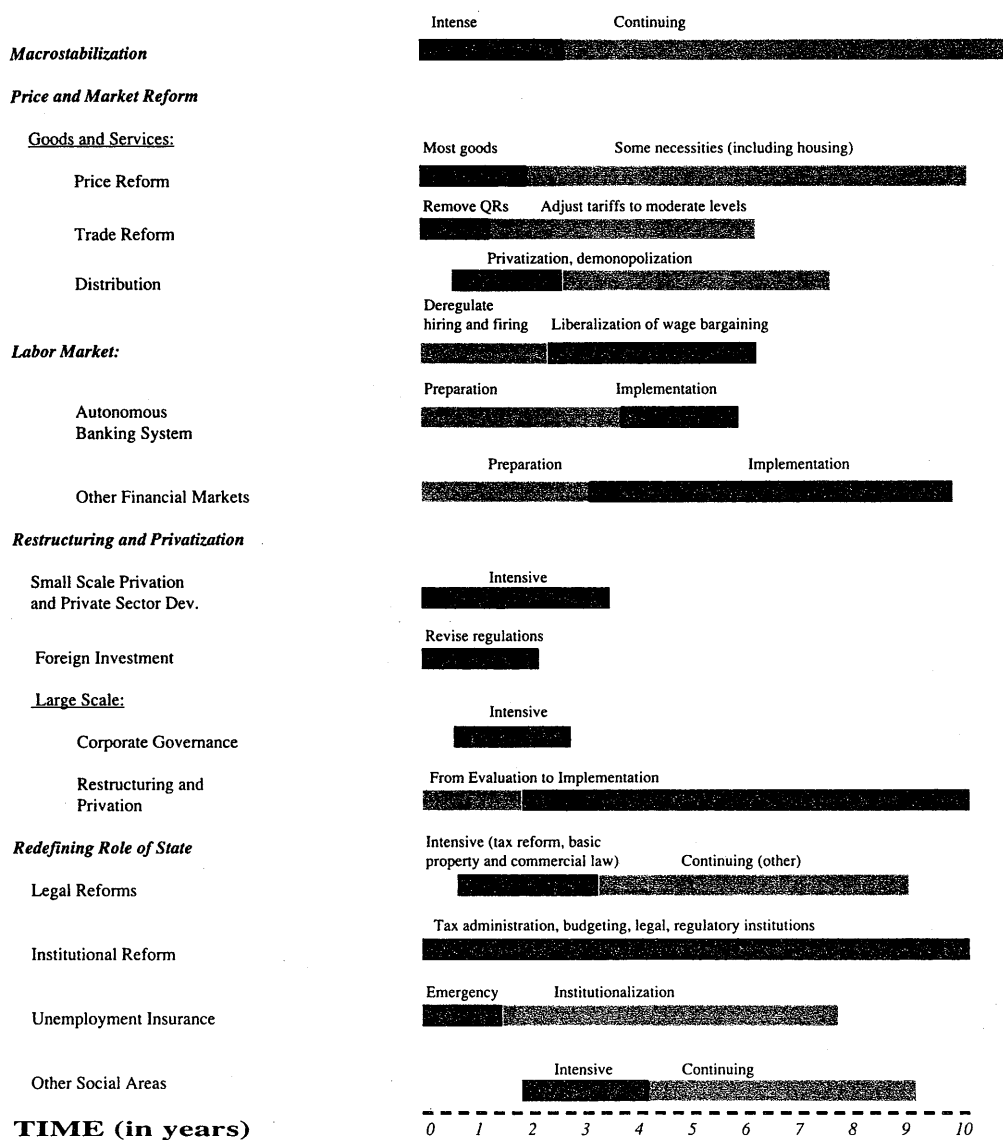 Intense Continuing
Macrostabilization
Price and Market Reform
Goods and Services:
Most goods Some necessities (including housing)
Price Reform
Remove QRs Adjust tariffs to moderate levels
Trade Reform
Privatization, demonopolization
Distribution
Deregulate
hiring and firing Liberalization of wage bargaining
Labor Market:
Preparation Implementation
Autonomous
Banking System
Preparation Implementation
Other Financial Markets
Restructuring and Privatization
Intensive
Small Scale Privation
and Private Sector Dev.
Revise regulations
Foreign Investment
Large Scale:
Intensive
Corporate Governance
From Evaluation to Implementation
Restructuring and
Privation
Redefining Role of State
Intensive (tax reform, basic
property and commercial law) Continuing (other)
Legal Reforms
Tax administration, budgeting, legal, regulatory institutions
Institutional Reform
Emergency Institutionalization
Unemployment Insurance
Intensive Continuing
Other Social Areas
TIME (in years) 0 1 2 3 4 5 6 7 8 9 10